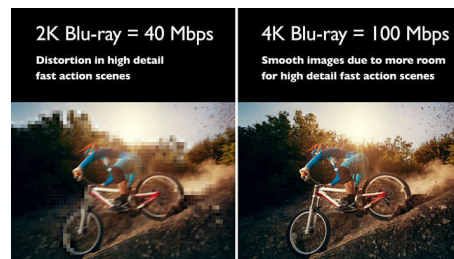 2K Blu-ray = 40 Mbps
Distortion in high detail
fast action scenes
4K Blu-ray = 100 Mbps
Smooth images due to more room
for high detail fast action scenes